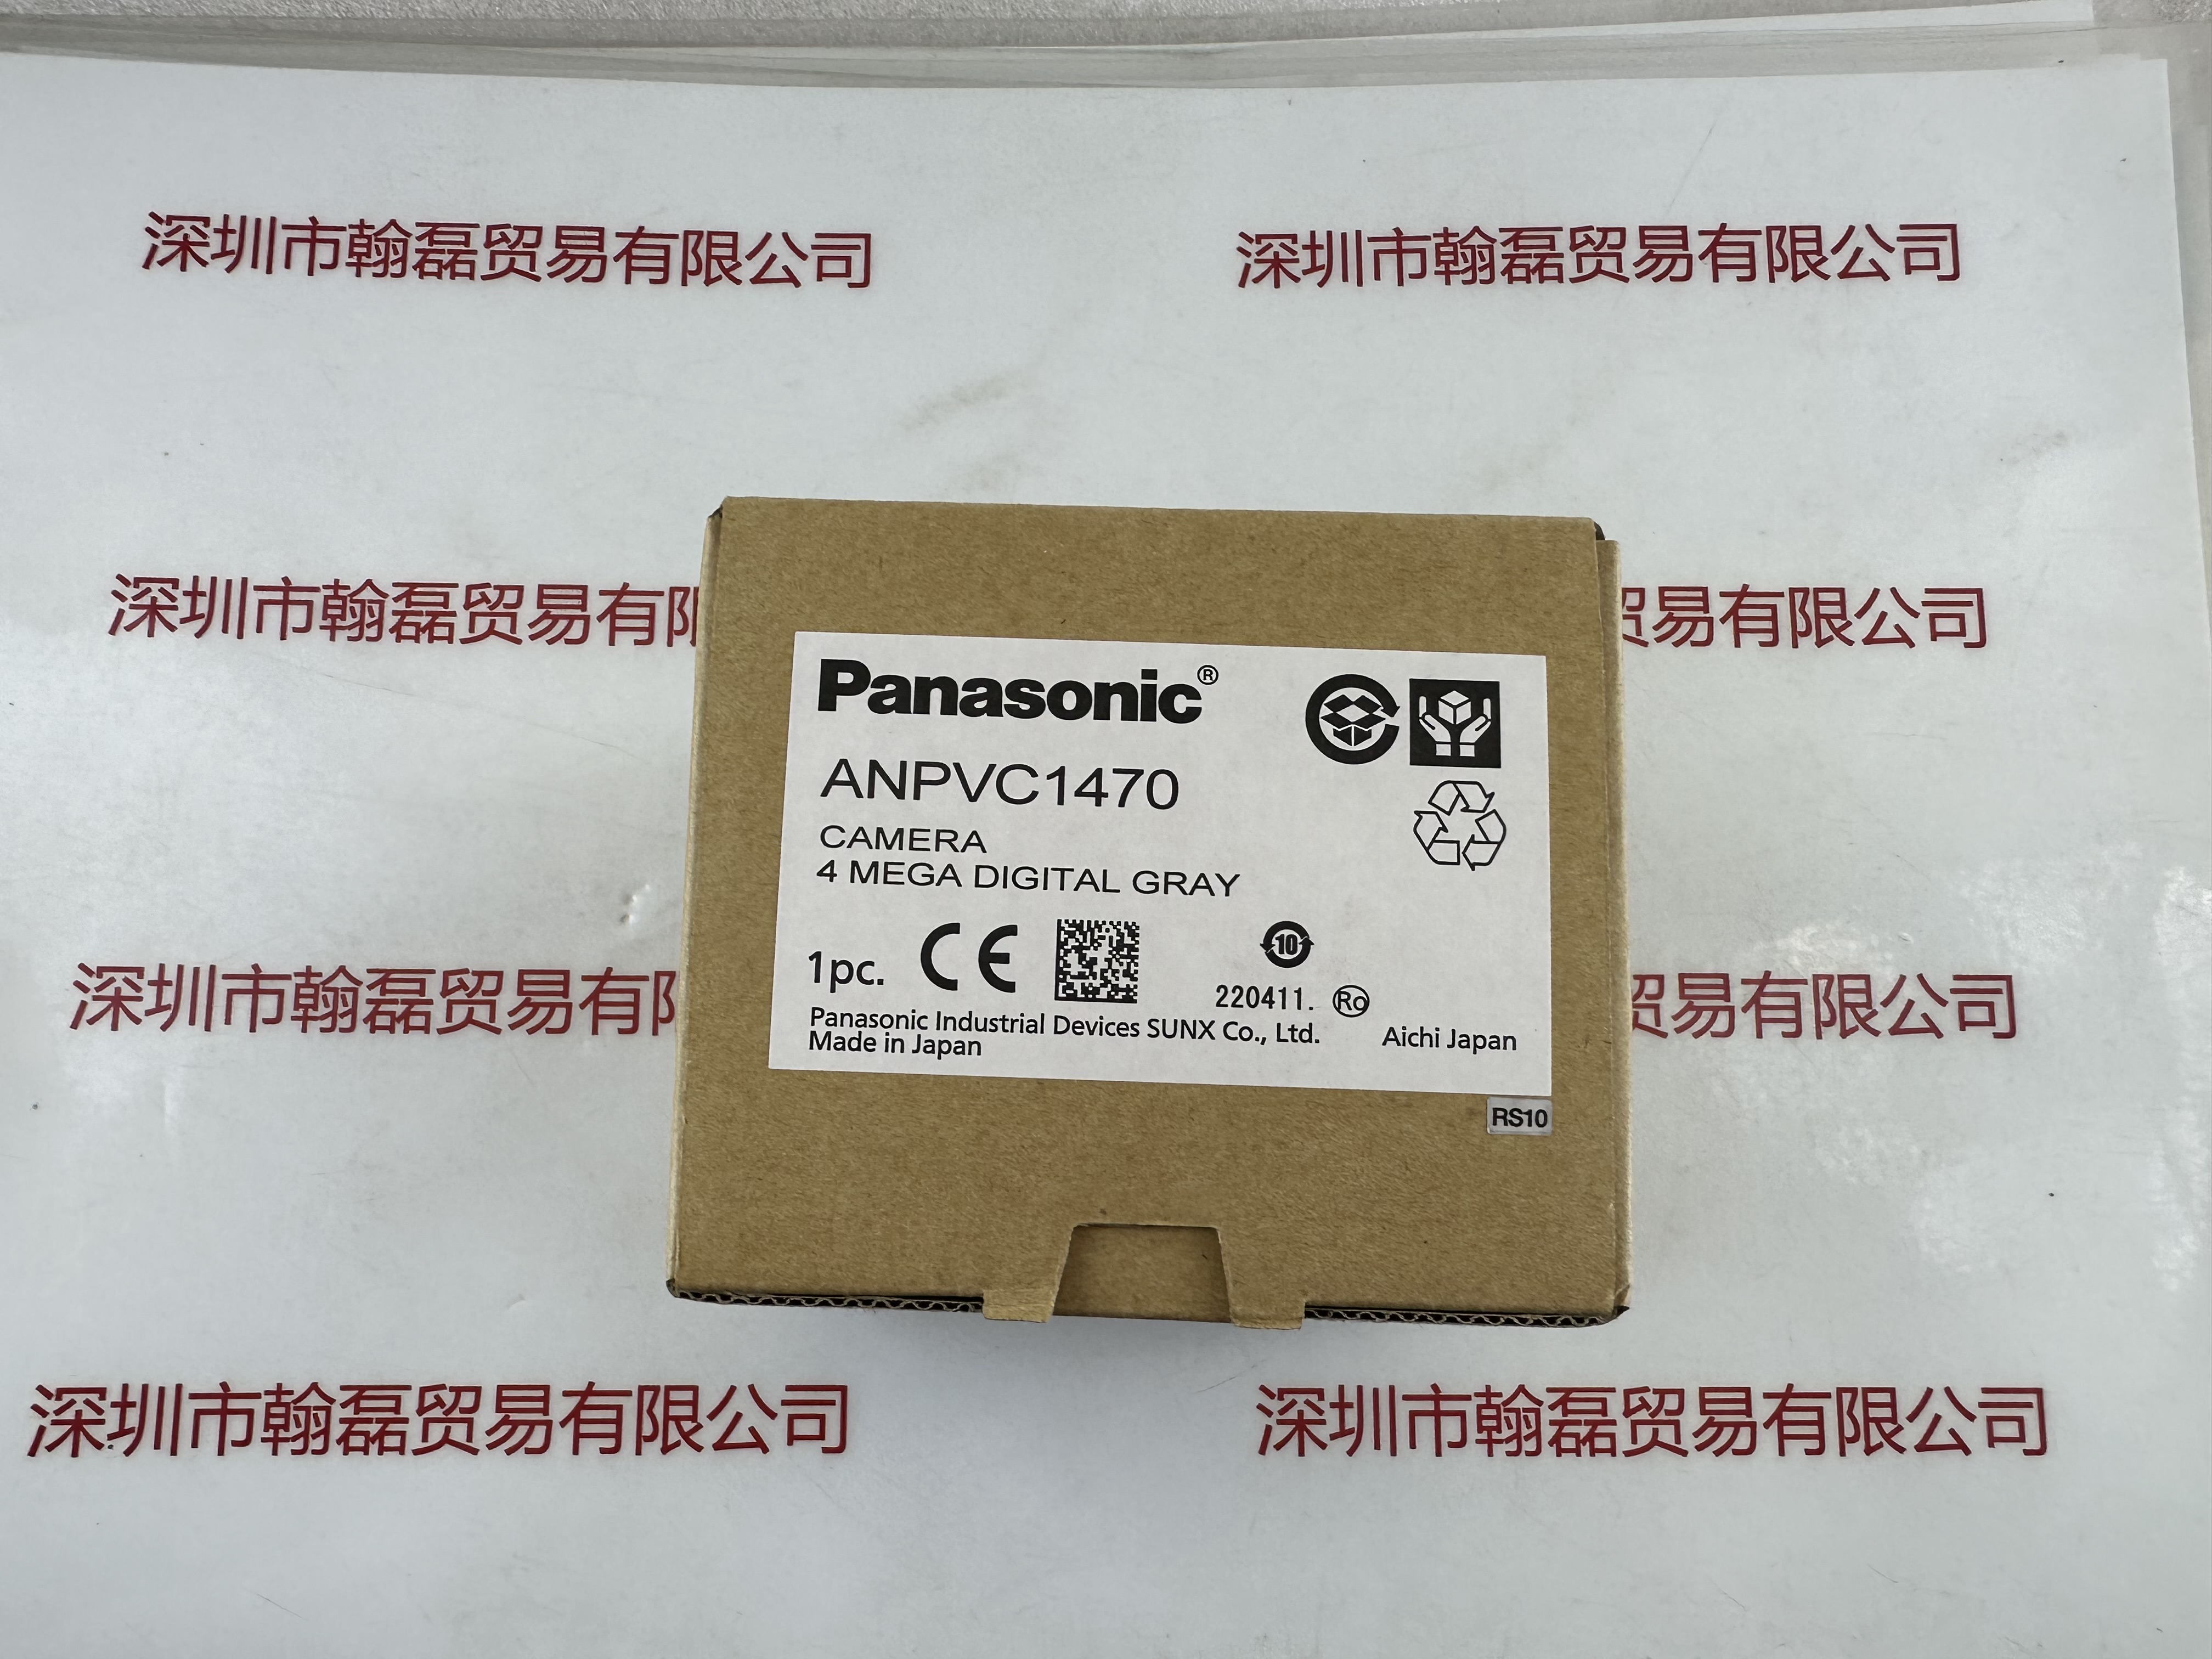 深圳市翰磊贸易有限公司 深圳市翰磊贸易有限公司
深圳市翰磊贸易有限 贸易有限公司
Panasonic®
ANPVC1470
CAMERA
4 MEGA DIGITAL GRAY
深圳市翰磊贸易有限 贸易有限公司
1pc. CE 10
220411. Ro
Panasonic Industrial Devices SUNX Co., Ltd. Aichi Japan
Made in Japan
RS10
深圳市翰磊贸易有限公司 深圳市翰磊贸易有限公司